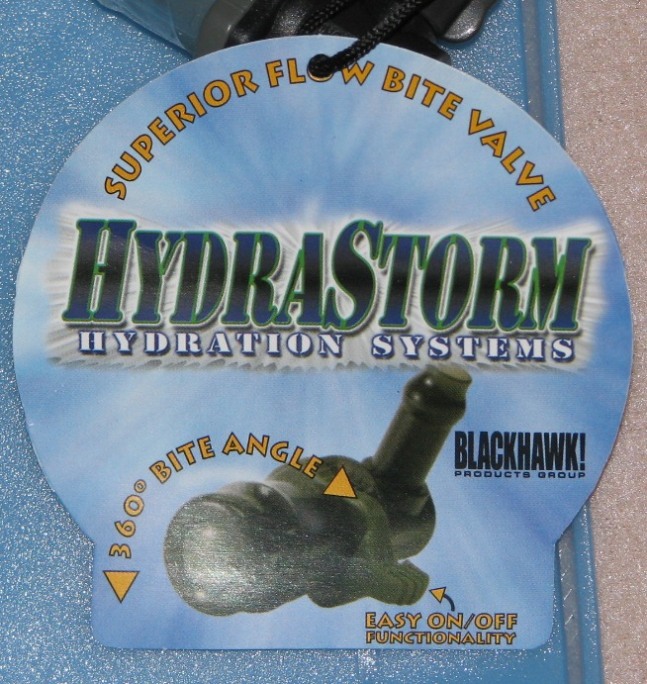 SUPERIOR FLOW BITE VALVE
HYDRASTORM
HYDRATION SYSTEMS
BLACKHAWK!
PRODUCTS GROUP
360° BITE ANGLE
EASY ON/OFF
FUNCTIONALITY